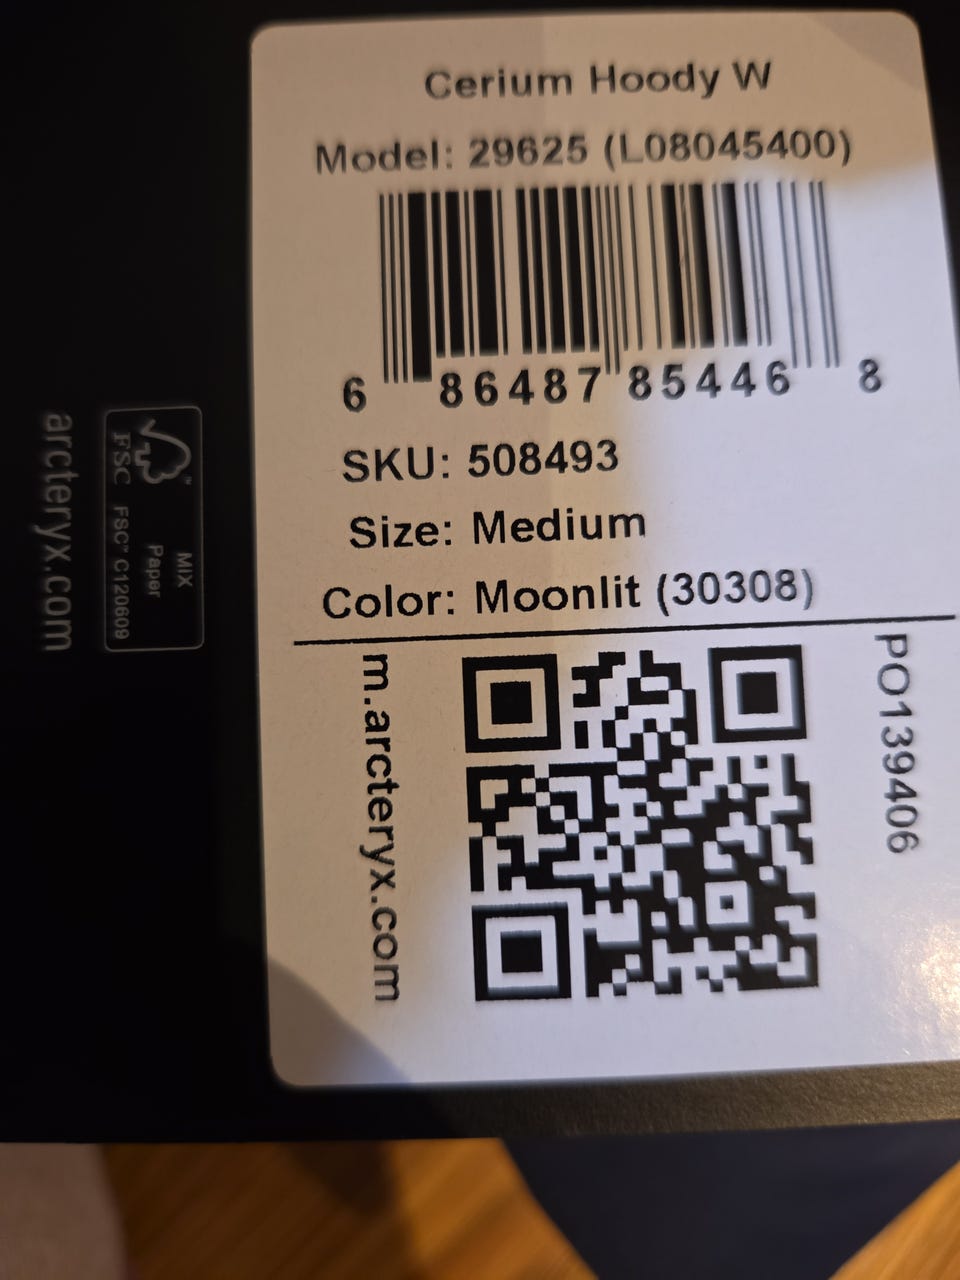 Cerium Hoody W
Model: 29625 (L08045400)
6 86487 85446 8
SKU: 508493
Size: Medium
Color: Moonlit (30308)
m.arcteryx.com
PO139406
arcteryx.com
FSC
MIX
Paper
FSC™ C120609